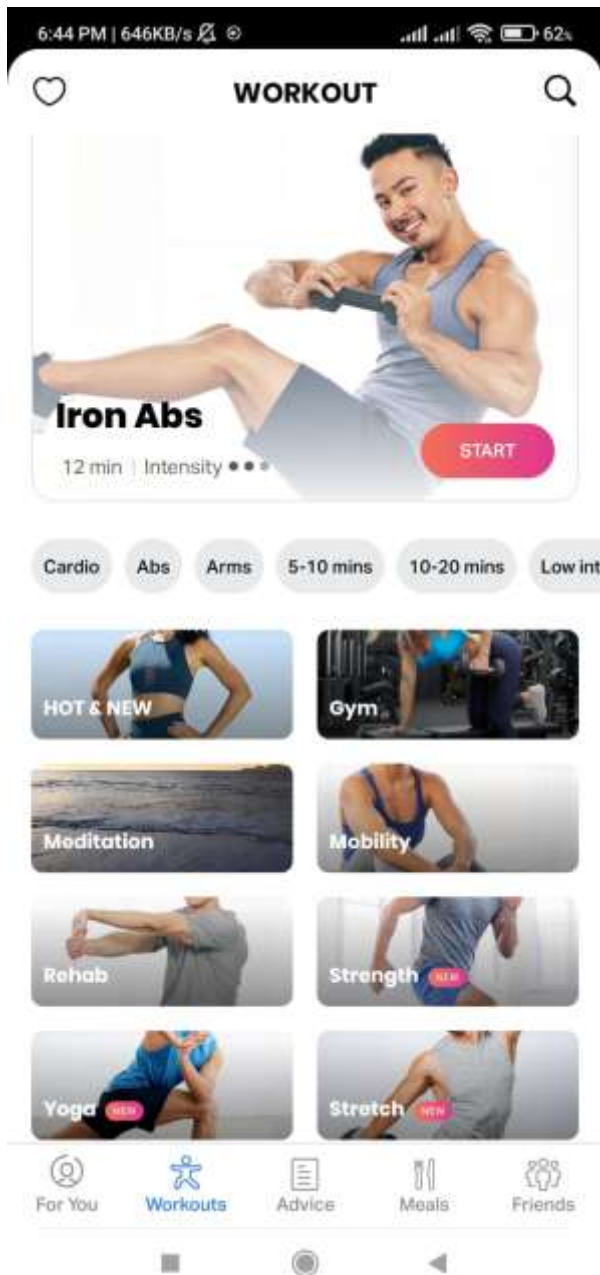 6:44 PM | 646KB/s 62%
WORKOUT
Iron Abs
12 min | Intensity
START
Cardio Abs Arms 5-10 mins 10-20 mins Low int
HOT & NEW Gym
Meditation Mobility
Rehab Strength NEW
Yoga NEW Stretch NEW
For You Workouts Advice Meals Friends